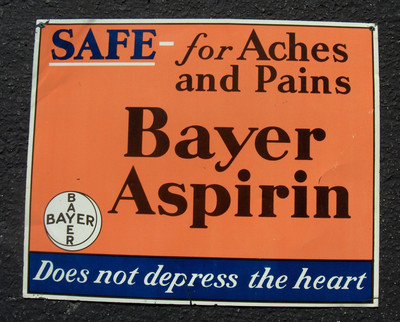 SAFE- for Aches
and Pains
Bayer
Aspirin
BAYER
BAYER
Does not depress the heart